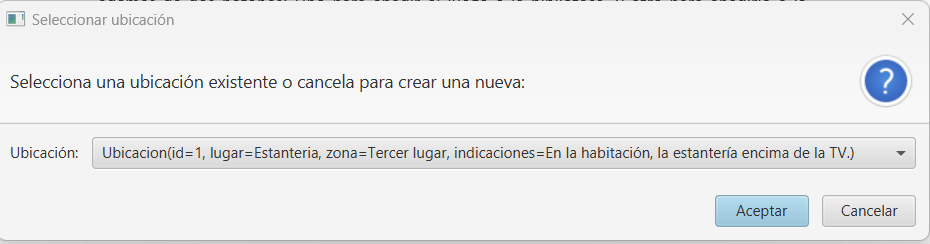 Seleccionar ubicación
Selecciona una ubicación existente o cancela para crear una nueva:
?
Ubicación: Ubicacion(id=1, lugar=Estanteria, zona=Tercer lugar, indicaciones=En la habitación, la estantería encima de la TV.)
Aceptar Cancelar